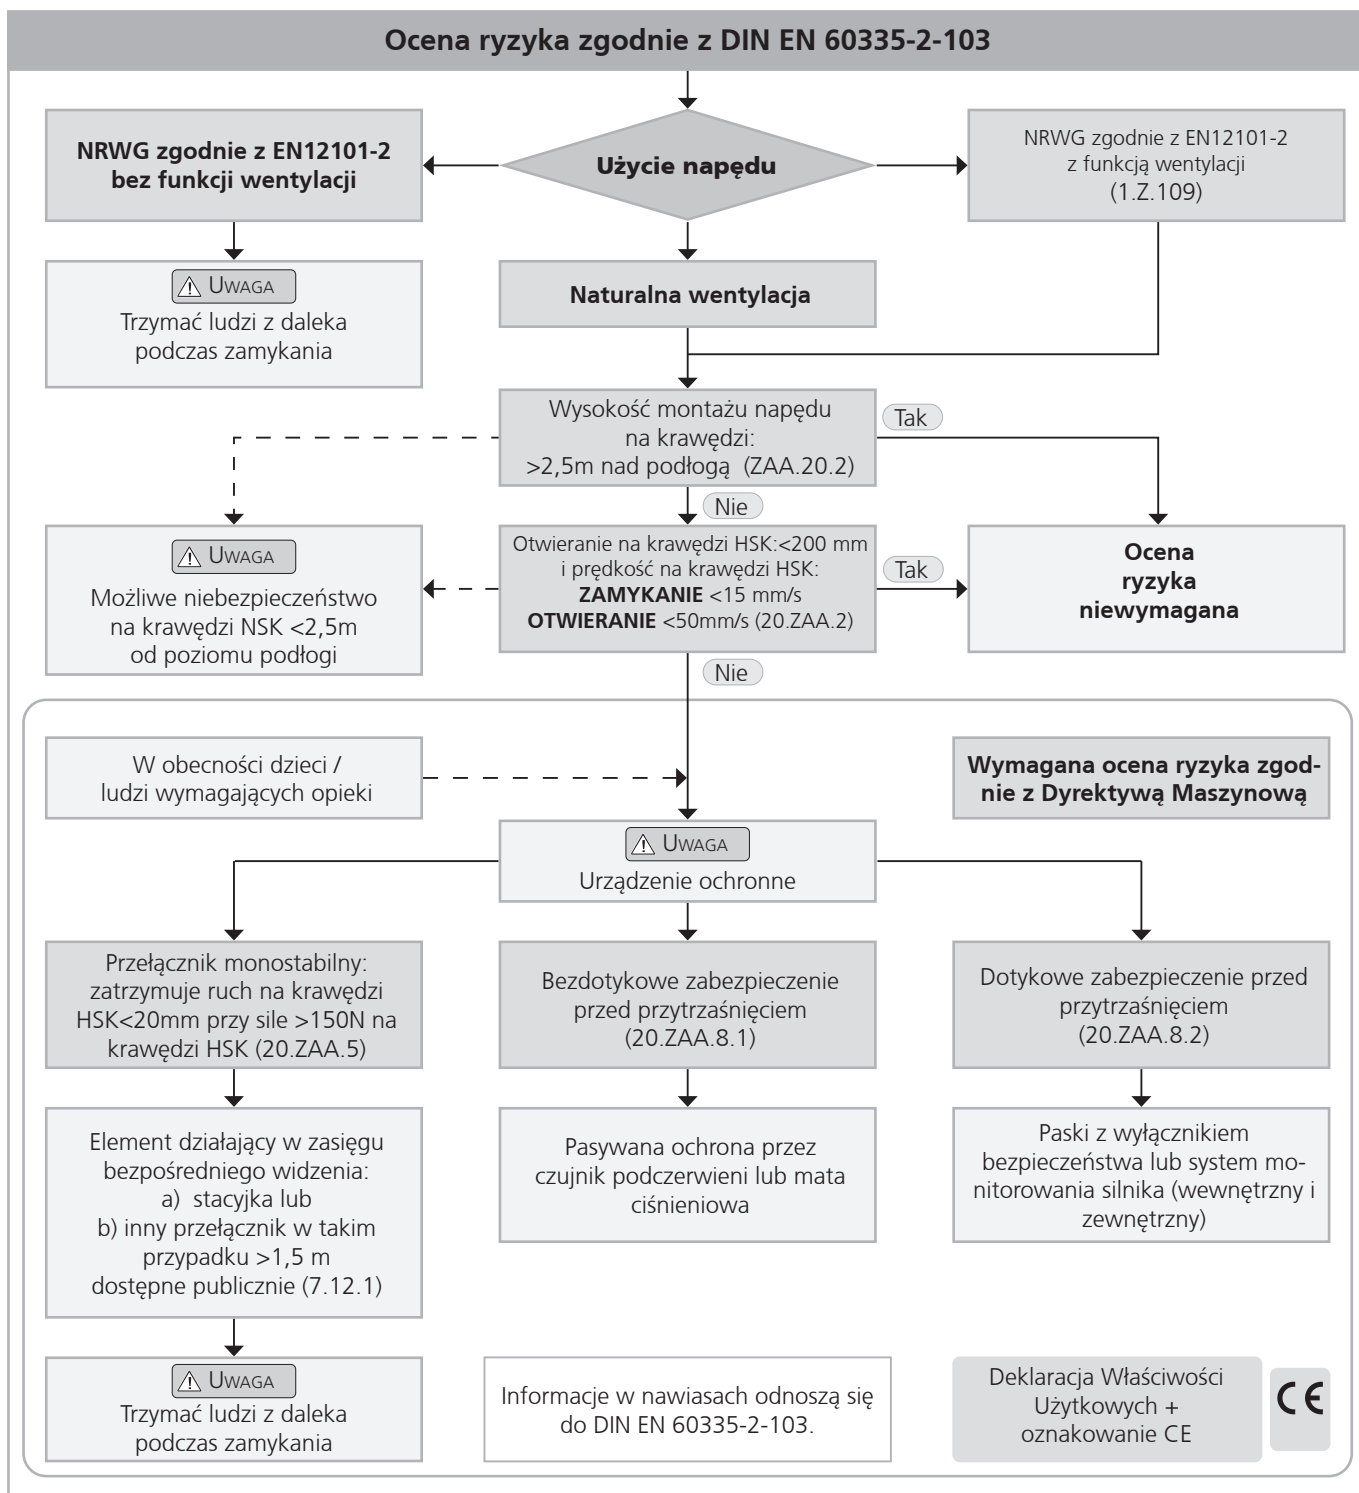 Ocena ryzyka zgodnie z DIN EN 60335-2-103
NRWG zgodnie z EN12101-2
bez funkcji wentylacji
Użycie napędu
NRWG zgodnie z EN12101-2
z funkcją wentylacji
(1.Z.109)
UWAGA
Trzymać ludzi z daleka
podczas zamykania
Naturalna wentylacja
Wysokość montażu napędu
na krawędzi:
>2,5m nad podłogą (ZAA.20.2)
Tak
Nie
UWAGA
Możliwe niebezpieczeństwo
na krawędzi NSK <2,5m
od poziomu podłogi
Otwieranie na krawędzi HSK:<200 mm
i prędkość na krawędzi HSK:
ZAMYKANIE <15 mm/s
OTWIERANIE <50mm/s (20.ZAA.2)
Tak
Ocena
ryzyka
niewymagana
Nie
W obecności dzieci /
ludzi wymagających opieki
Wymagana ocena ryzyka zgod-
nie z Dyrektywą Maszynową
UWAGA
Urządzenie ochronne
Przełącznik monostabilny:
zatrzymuje ruch na krawędzi
HSK<20mm przy sile >150N na
krawędzi HSK (20.ZAA.5)
Bezdotykowe zabezpieczenie
przed przytrzaśnięciem
(20.ZAA.8.1)
Dotykowe zabezpieczenie przed
przytrzaśnięciem
(20.ZAA.8.2)
Element działający w zasięgu
bezpośredniego widzenia:
a) stacyjka lub
b) inny przełącznik w takim
przypadku >1,5 m
dostępne publicznie (7.12.1)
Pasywana ochrona przez
czujnik podczerwieni lub mata
ciśnieniowa
Paski z wyłącznikiem
bezpieczeństwa lub system mo-
nitorowania silnika (wewnętrzny i
zewnętrzny)
UWAGA
Trzymać ludzi z daleka
podczas zamykania
Informacje w nawiasach odnoszą się
do DIN EN 60335-2-103.
Deklaracja Właściwości
Użytkowych +
oznakowanie CE
CE